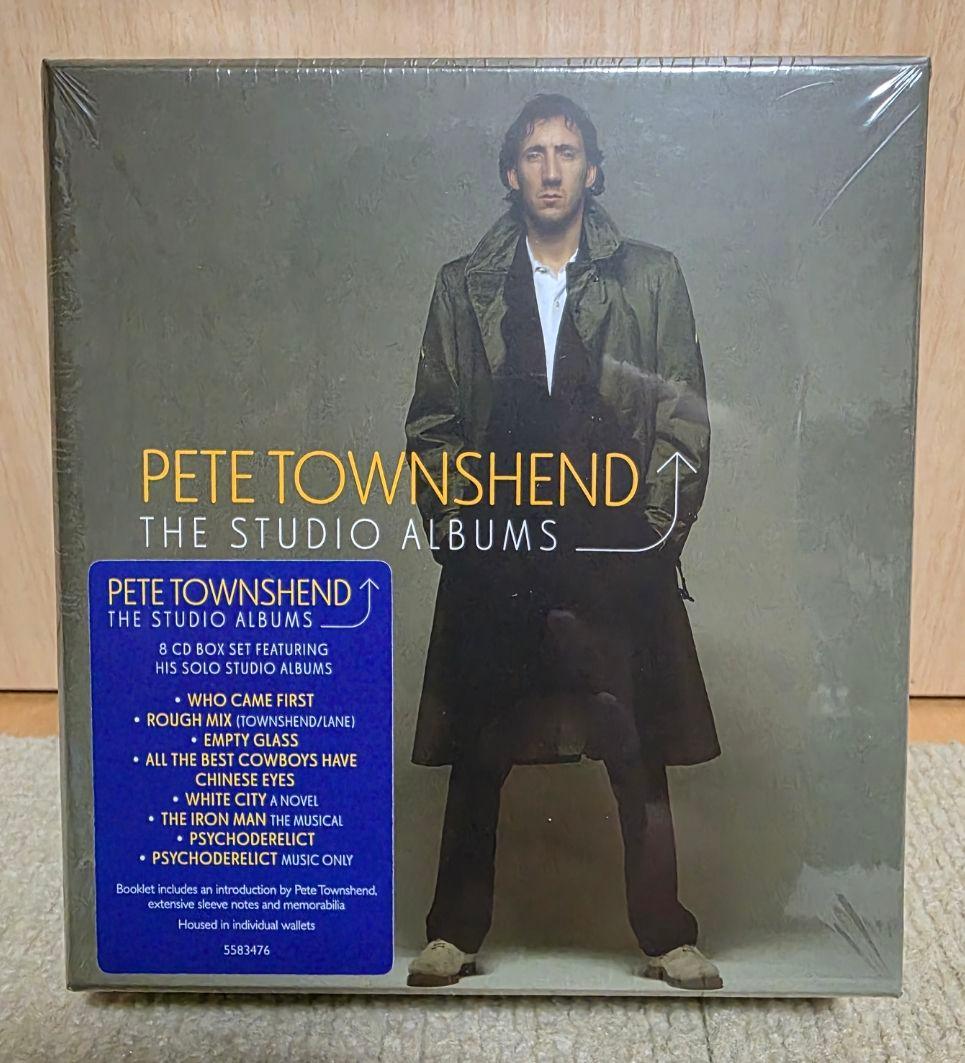 PETE TOWNSHEND
THE STUDIO ALBUMS
PETE TOWNSHEND
THE STUDIO ALBUMS
8 CD BOX SET FEATURING
HIS SOLO STUDIO ALBUMS
• WHO CAME FIRST
• ROUGH MIX (TOWNSHEND/LANE)
• EMPTY GLASS
• ALL THE BEST COWBOYS HAVE
CHINESE EYES
• WHITE CITY A NOVEL
• THE IRON MAN THE MUSICAL
• PSYCHODERELICT
• PSYCHODERELICT MUSIC ONLY
Booklet includes an introduction by Pete Townshend,
extensive sleeve notes and memorabilia
Housed in individual wallets
5583476